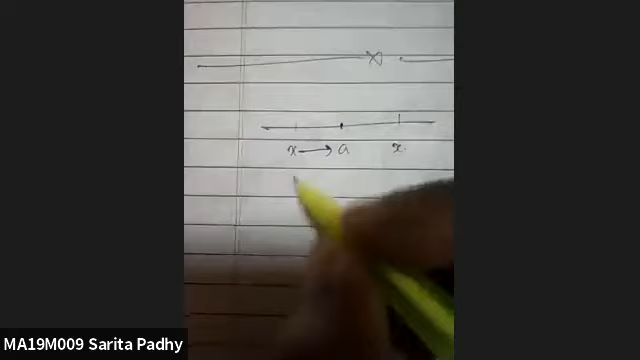 x → a x.
MA19M009 Sarita Padhy